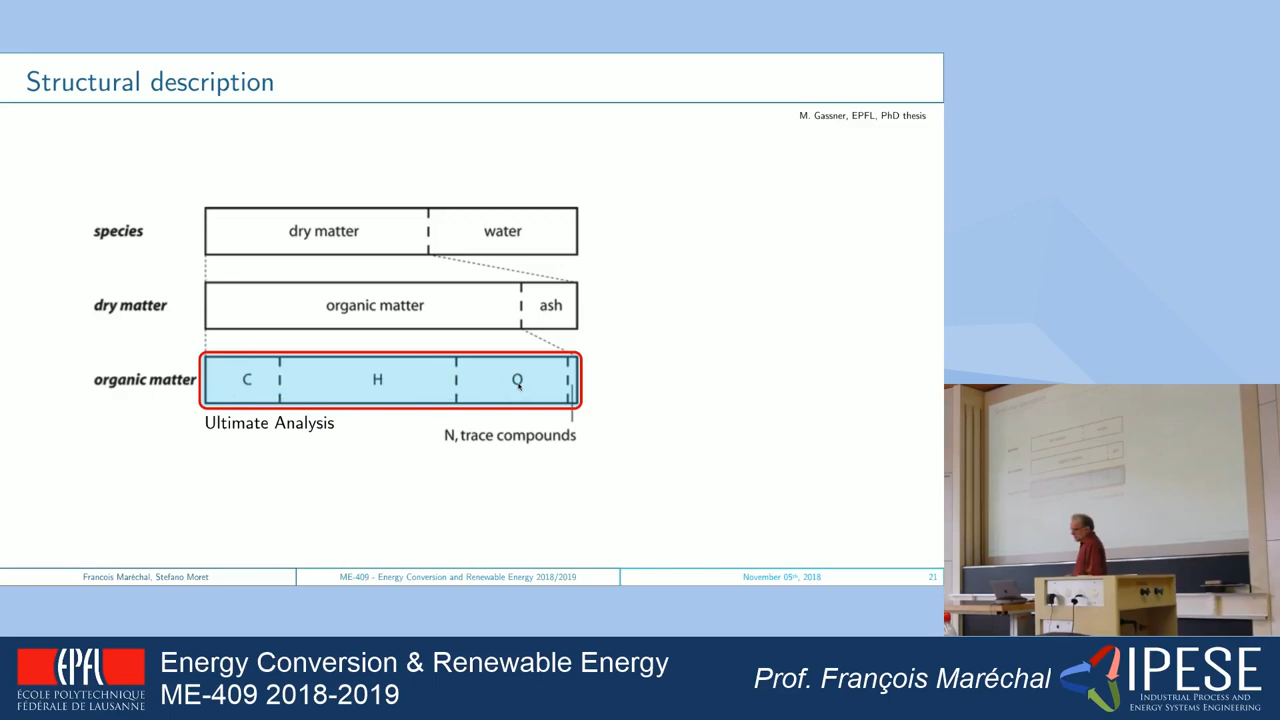 Structural description
M. Gassner, EPFL, PhD thesis
species
dry matter
water
dry matter
organic matter
ash
organic matter
C
H
O
Ultimate Analysis
N, trace compounds
Francois Maréchal, Stefano Moret
ME-409 - Energy Conversion and Renewable Energy 2018/2019
November 05th, 2018
21
EPFL
ÉCOLE POLYTECHNIQUE
FÉDÉRALE DE LAUSANNE
Energy Conversion & Renewable Energy
ME-409 2018-2019
Prof. François Maréchal
IPESE
INDUSTRIAL PROCESS AND
ENERGY SYSTEMS ENGINEERING